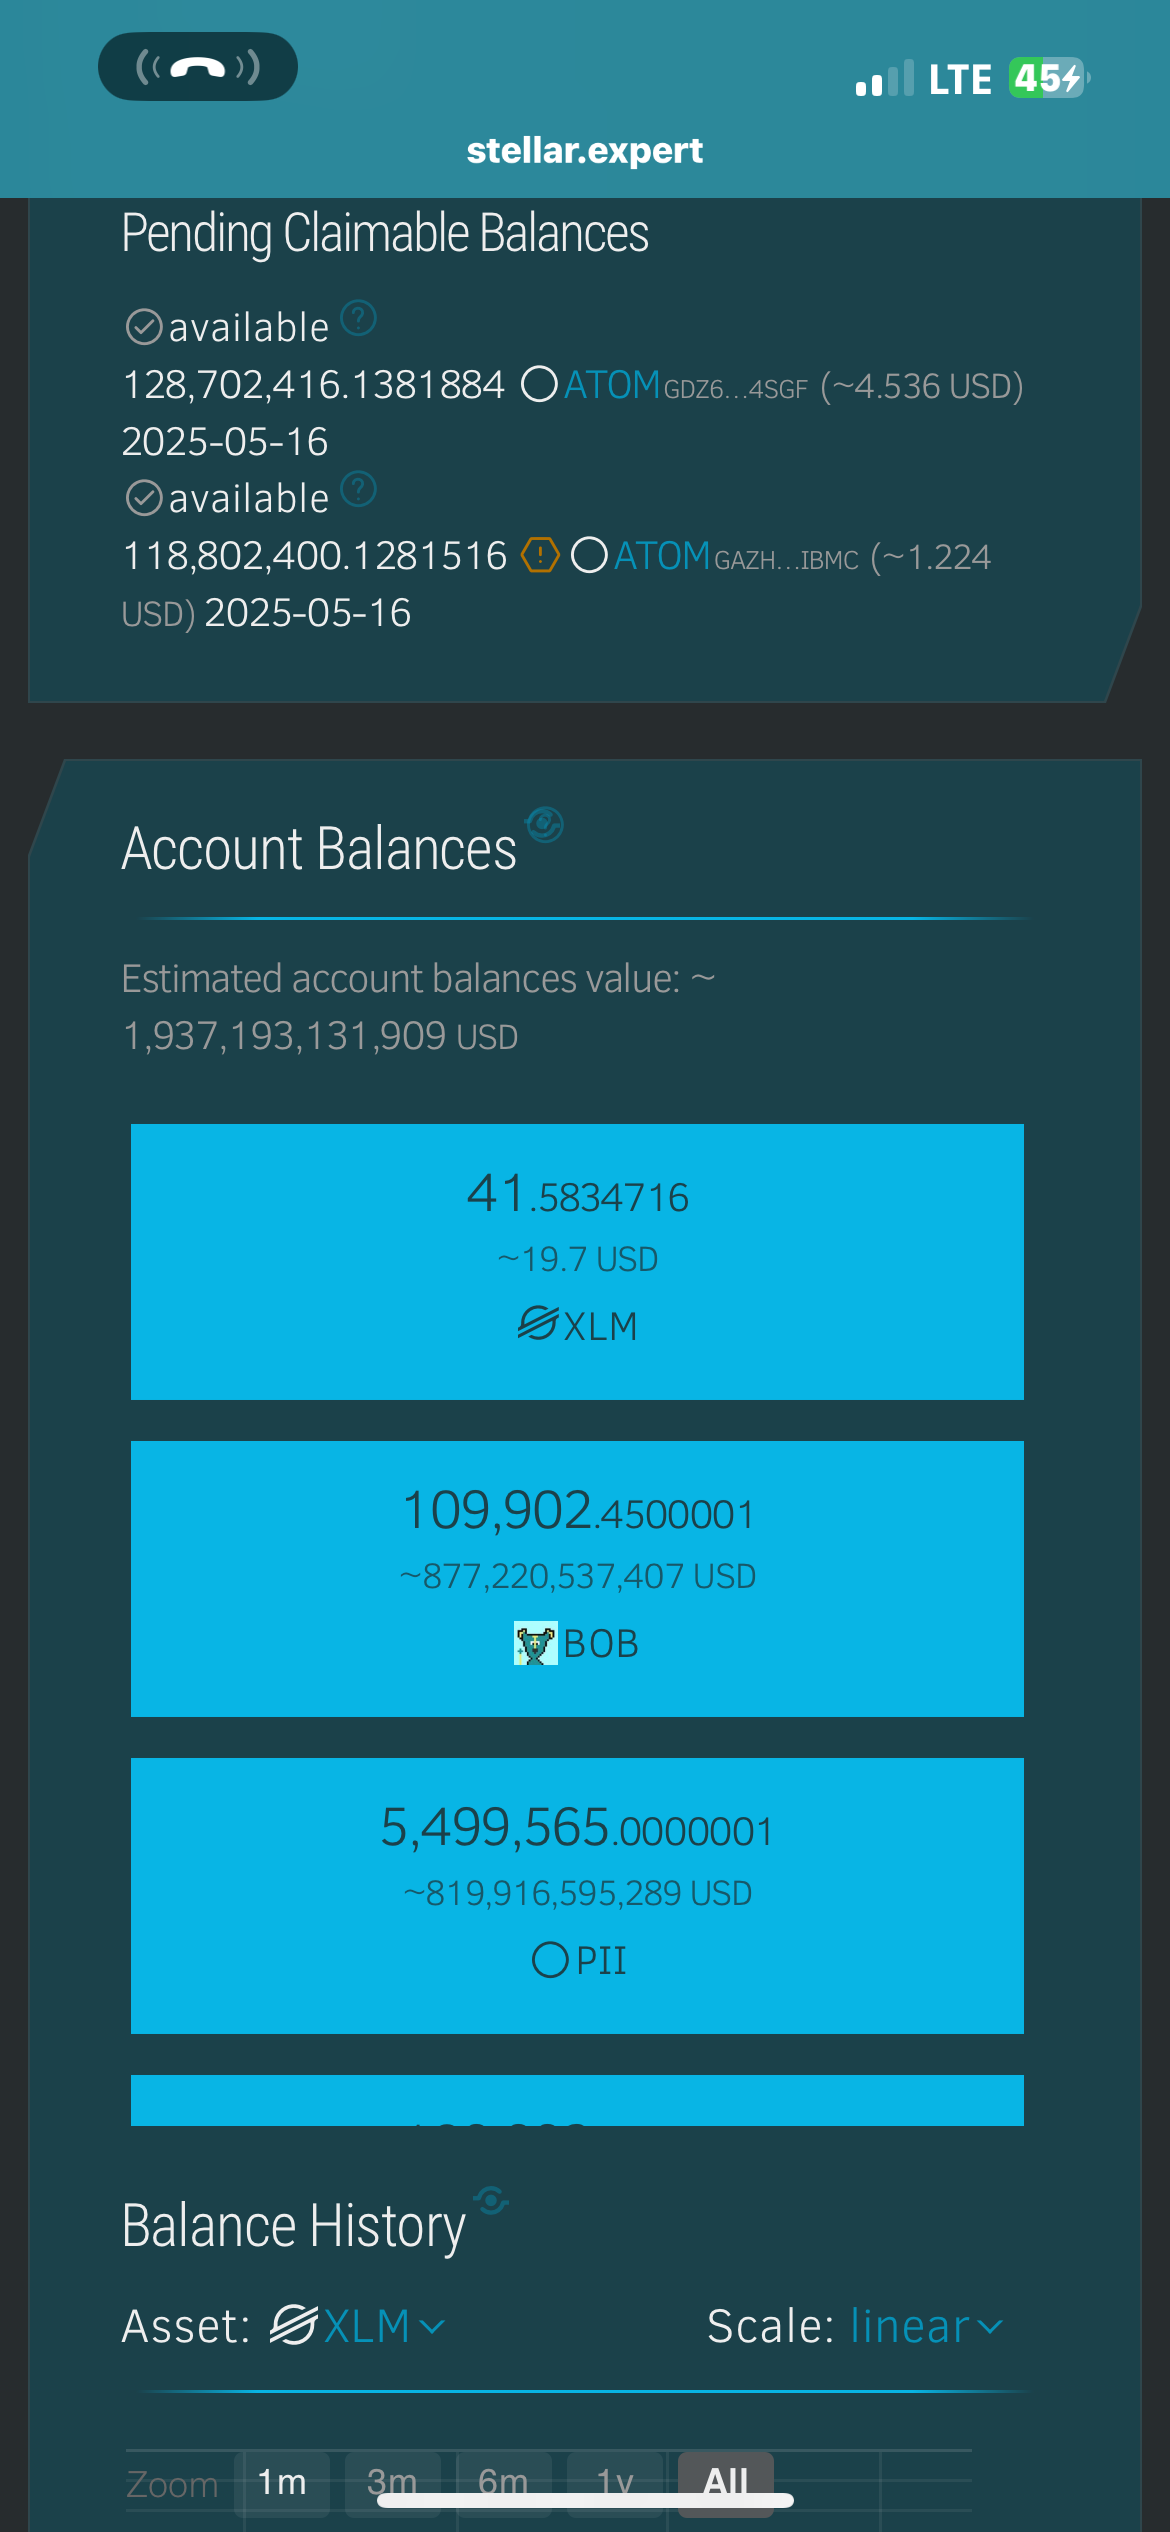 LTE 45
stellar.expert
Pending Claimable Balances
available ?
128,702,416.1381884 ATOM GDZ6...4SGF (~4.536 USD)
2025-05-16
available ?
118,802,400.1281516 ! ATOM GAZH...IBMC (~1.224
USD) 2025-05-16
Account Balances
Estimated account balances value: ~
1,937,193,131,909 USD
41.5834716
~19.7 USD
XLM
109,902.4500001
~877,220,537,407 USD
BOB
5,499,565.0000001
~819,916,595,289 USD
PII
Balance History
Asset: XLM Scale: linear
Zoom 1m 3m 6m 1y All